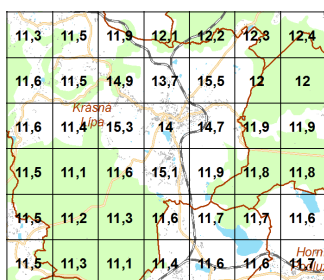 11,3 11,5 11,9 12,1 12,2 12,3 12,4
11,6 11,5 14,9 13,7 15,5 12 12
Krásná
Lípa
11,6 11,4 15,3 14 14,7 11,9 11,9
11,5 11,1 11,6 15,1 11,9 11,8 11,8
11,5 11,2 11,3 11,6 11,7 11,7 11,6
Horn
11,5 11,3 11,1 11,4 11,6 11,6 11,7